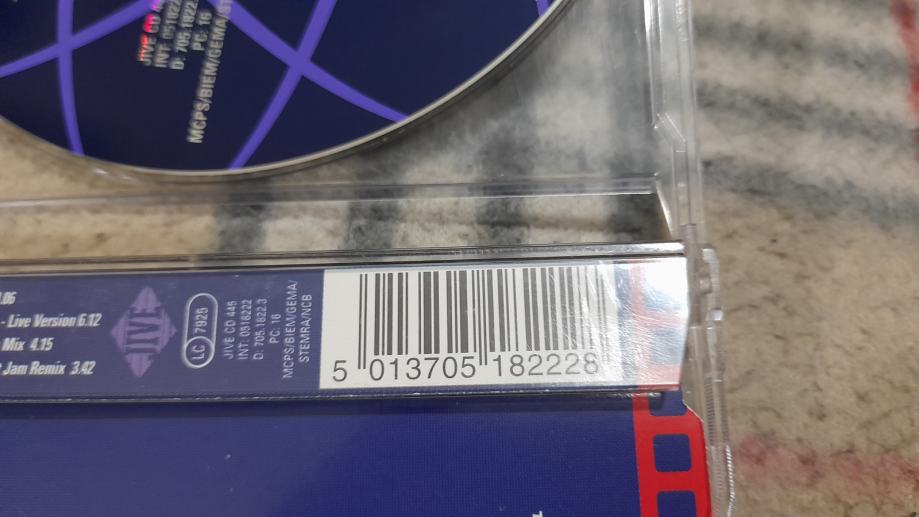 JIVE CD
INT: 0518222
D: 705.1822
PC: 16
MCPS/BIEM/GEMA/ST
.06
- Live Version 6.12
Mix 4.15
Jam Remix 3.42
JIVE
LC 7925
JIVE CD 445
INT: 0518222
D: 705.1822.3
PC: 16
MCPS/BIEM/GEMA/
STEMRA/NCB
5 013705 182228